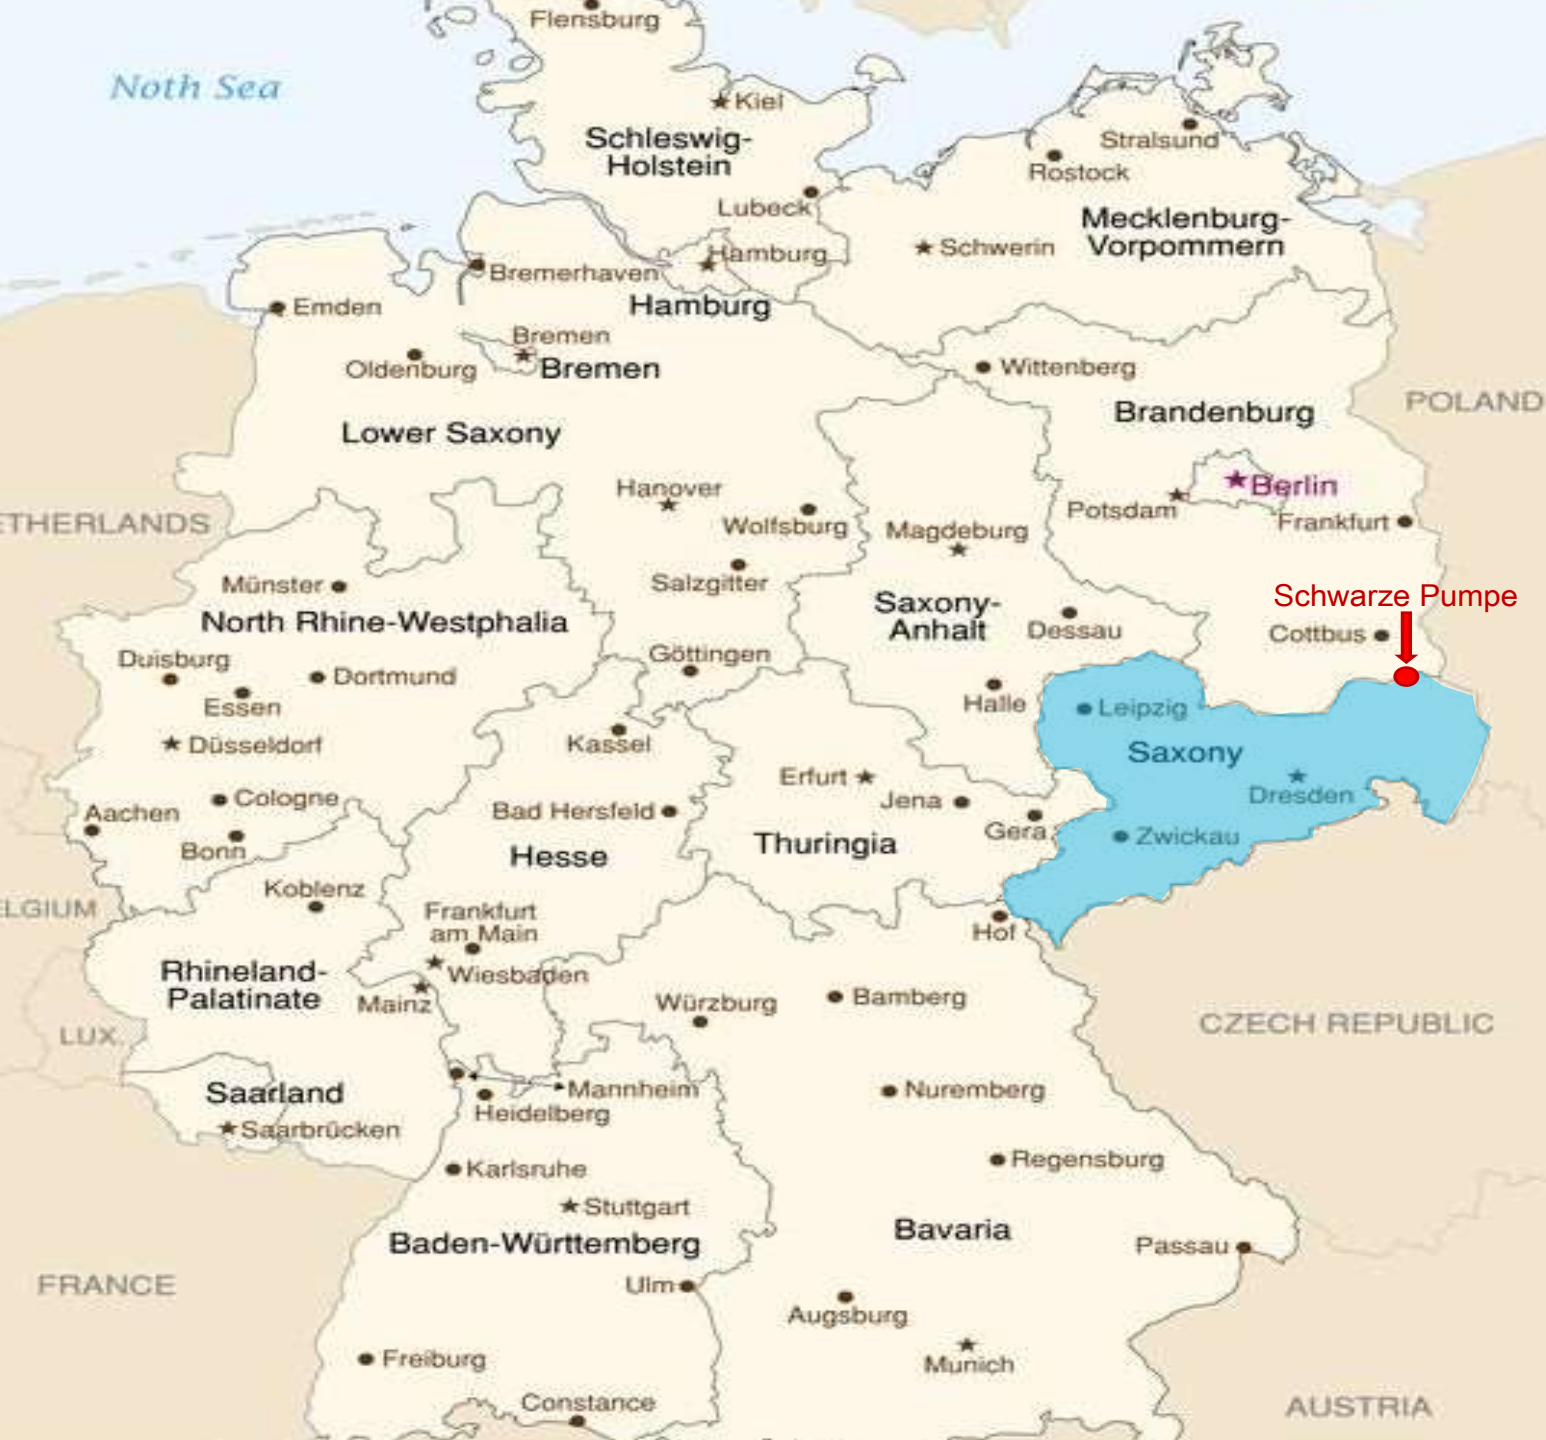 Flensburg
Noth Sea
Kiel
Schleswig-
Holstein
Stralsund
Rostock
Lubeck
Mecklenburg-
Vorpommern
Schwerin
Hamburg
Bremerhaven
Hamburg
Emden
Bremen
Bremen
Oldenburg
Wittenberg
POLAND
Brandenburg
Lower Saxony
Berlin
Hanover
Potsdam
Frankfurt
Wolfsburg
Magdeburg
ETHERLANDS
Salzgitter
Münster
Schwarze Pumpe
Saxony-
Anhalt
North Rhine-Westphalia
Dessau
Cottbus
Duisburg
Göttingen
Dortmund
Essen
Halle
Leipzig
Düsseldorf
Kassel
Saxony
Erfurt
Dresden
Cologne
Jena
Bad Hersfeld
Aachen
Gera
Zwickau
Bonn
Hesse
Thuringia
Koblenz
ELGIUM
Frankfurt
am Main
Hof
Rhineland-
Palatinate
Wiesbaden
Mainz
Würzburg
Bamberg
CZECH REPUBLIC
LUX.
Saarland
Mannheim
Nuremberg
Heidelberg
Saarbrücken
Karlsruhe
Regensburg
Stuttgart
Bavaria
Baden-Württemberg
Passau
FRANCE
Ulm
Augsburg
Freiburg
Munich
Constance
AUSTRIA